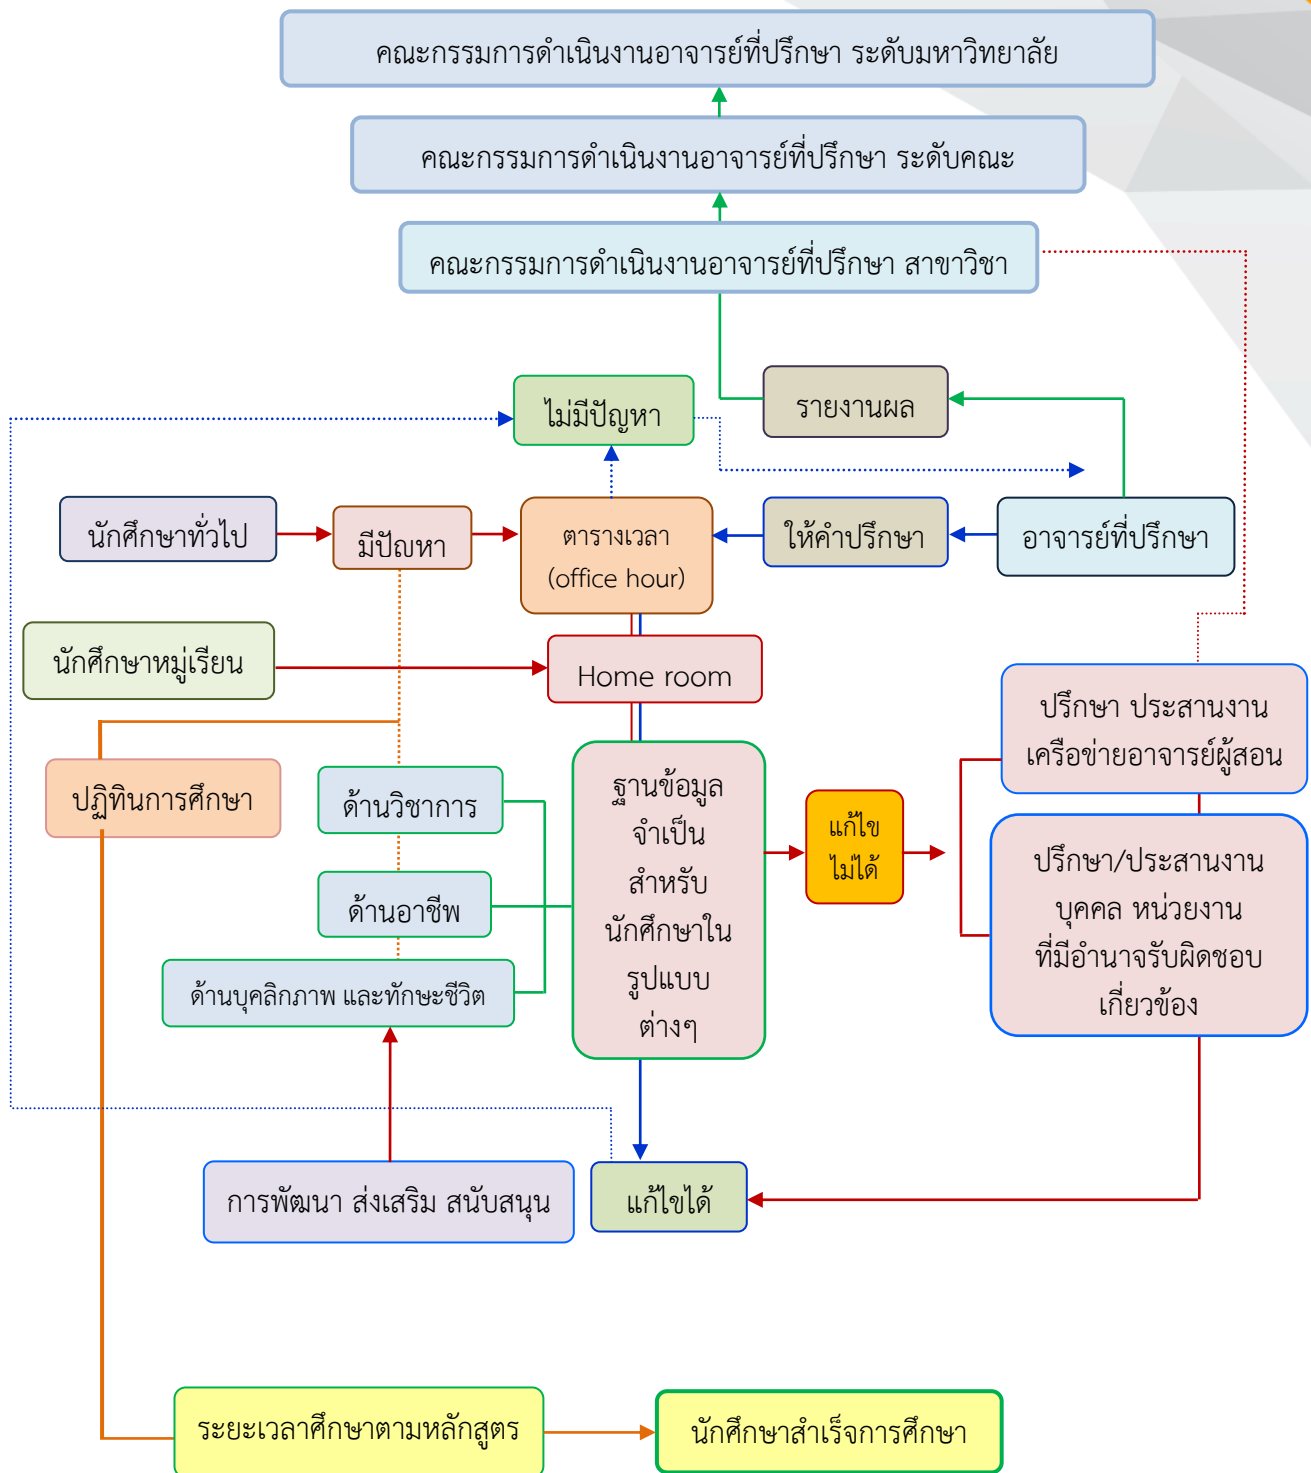 คณะกรรมการดำเนินงานอาจารย์ที่ปรึกษา ระดับมหาวิทยาลัย
คณะกรรมการดำเนินงานอาจารย์ที่ปรึกษา ระดับคณะ
คณะกรรมการดำเนินงานอาจารย์ที่ปรึกษา สาขาวิชา
ไม่มีปัญหา
รายงานผล
นักศึกษาทั่วไป
มีปัญหา
ตารางเวลา
(office hour)
ให้คำปรึกษา
อาจารย์ที่ปรึกษา
นักศึกษาหมู่เรียน
Home room
ปรึกษา ประสานงาน
เครือข่ายอาจารย์ผู้สอน
ปฏิทินการศึกษา
ด้านวิชาการ
ด้านอาชีพ
ด้านบุคลิกภาพ และทักษะชีวิต
ฐานข้อมูล
จำเป็น
สำหรับ
นักศึกษาใน
รูปแบบ
ต่างๆ
แก้ไข
ไม่ได้
ปรึกษา/ประสานงาน
บุคคล หน่วยงาน
ที่มีอำนาจรับผิดชอบ
เกี่ยวข้อง
การพัฒนา ส่งเสริม สนับสนุน
แก้ไขได้
ระยะเวลาศึกษาตามหลักสูตร
นักศึกษาสำเร็จการศึกษา